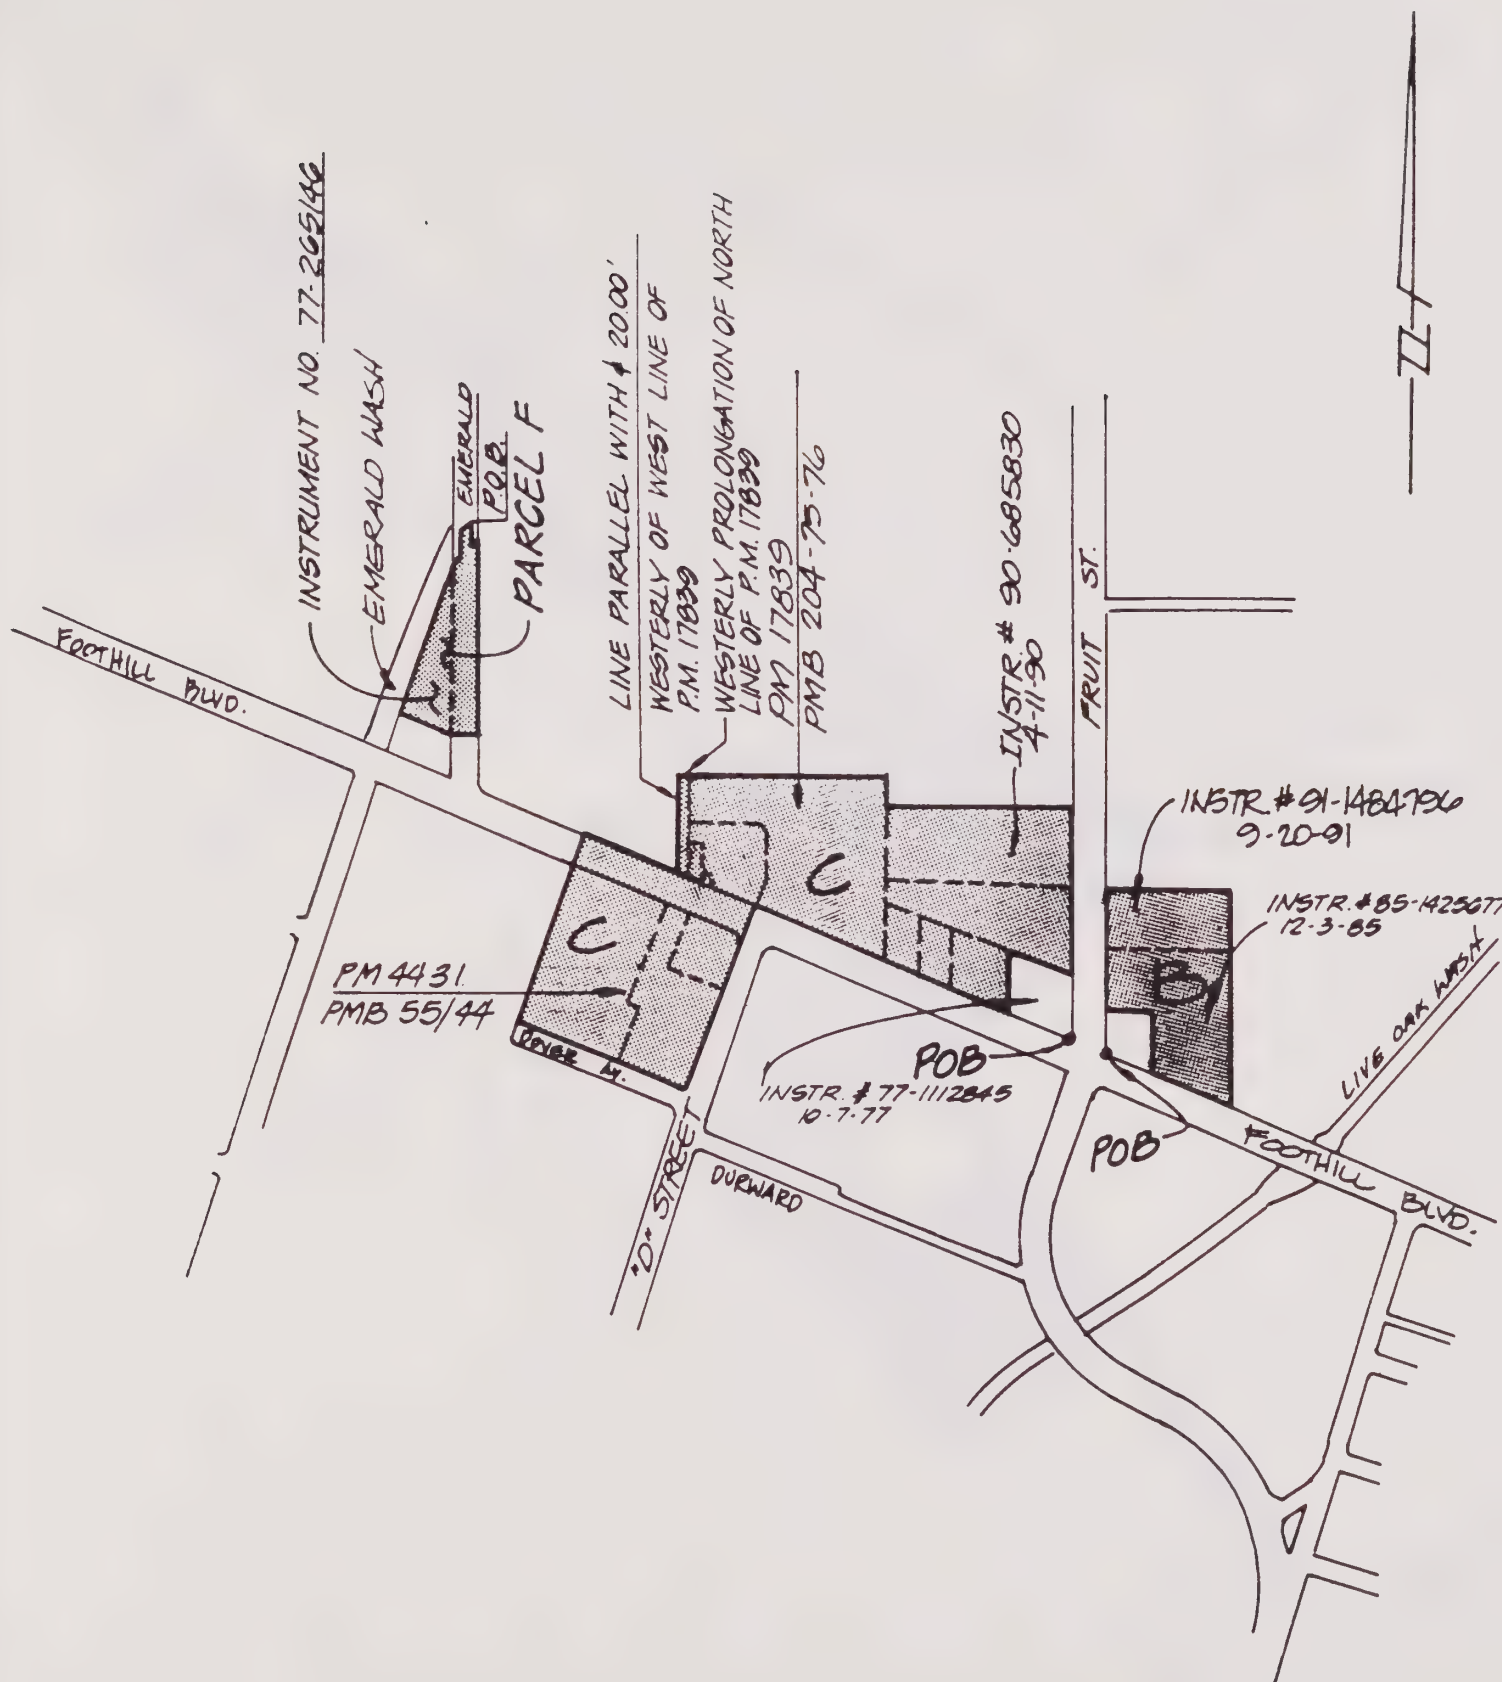 INSTRUMENT NO. 77-265146
EMERALD WASH
EMERALD
P.O.B.
PARCEL F
LINE PARALLEL WITH & 20.00'
WESTERLY OF WEST LINE OF
P.M. 17839
WESTERLY PROLONGATION OF NORTH
LINE OF P.M. 17839
PM 17839
PMB 204-75-76
INSTR. # 90-685830
4-11-90
FRUIT ST.
N
FOOTHILL BLVD.
INSTR. # 91-1484796
9-20-91
INSTR. # 85-1425677
12-3-85
C
C
B
PM 4431
PMB 55/44
LIVE OAK WASH
POB
INSTR. # 77-1112845
10-7-77
POB
FOOTHILL BLVD.
"D" STREET
DURWARD